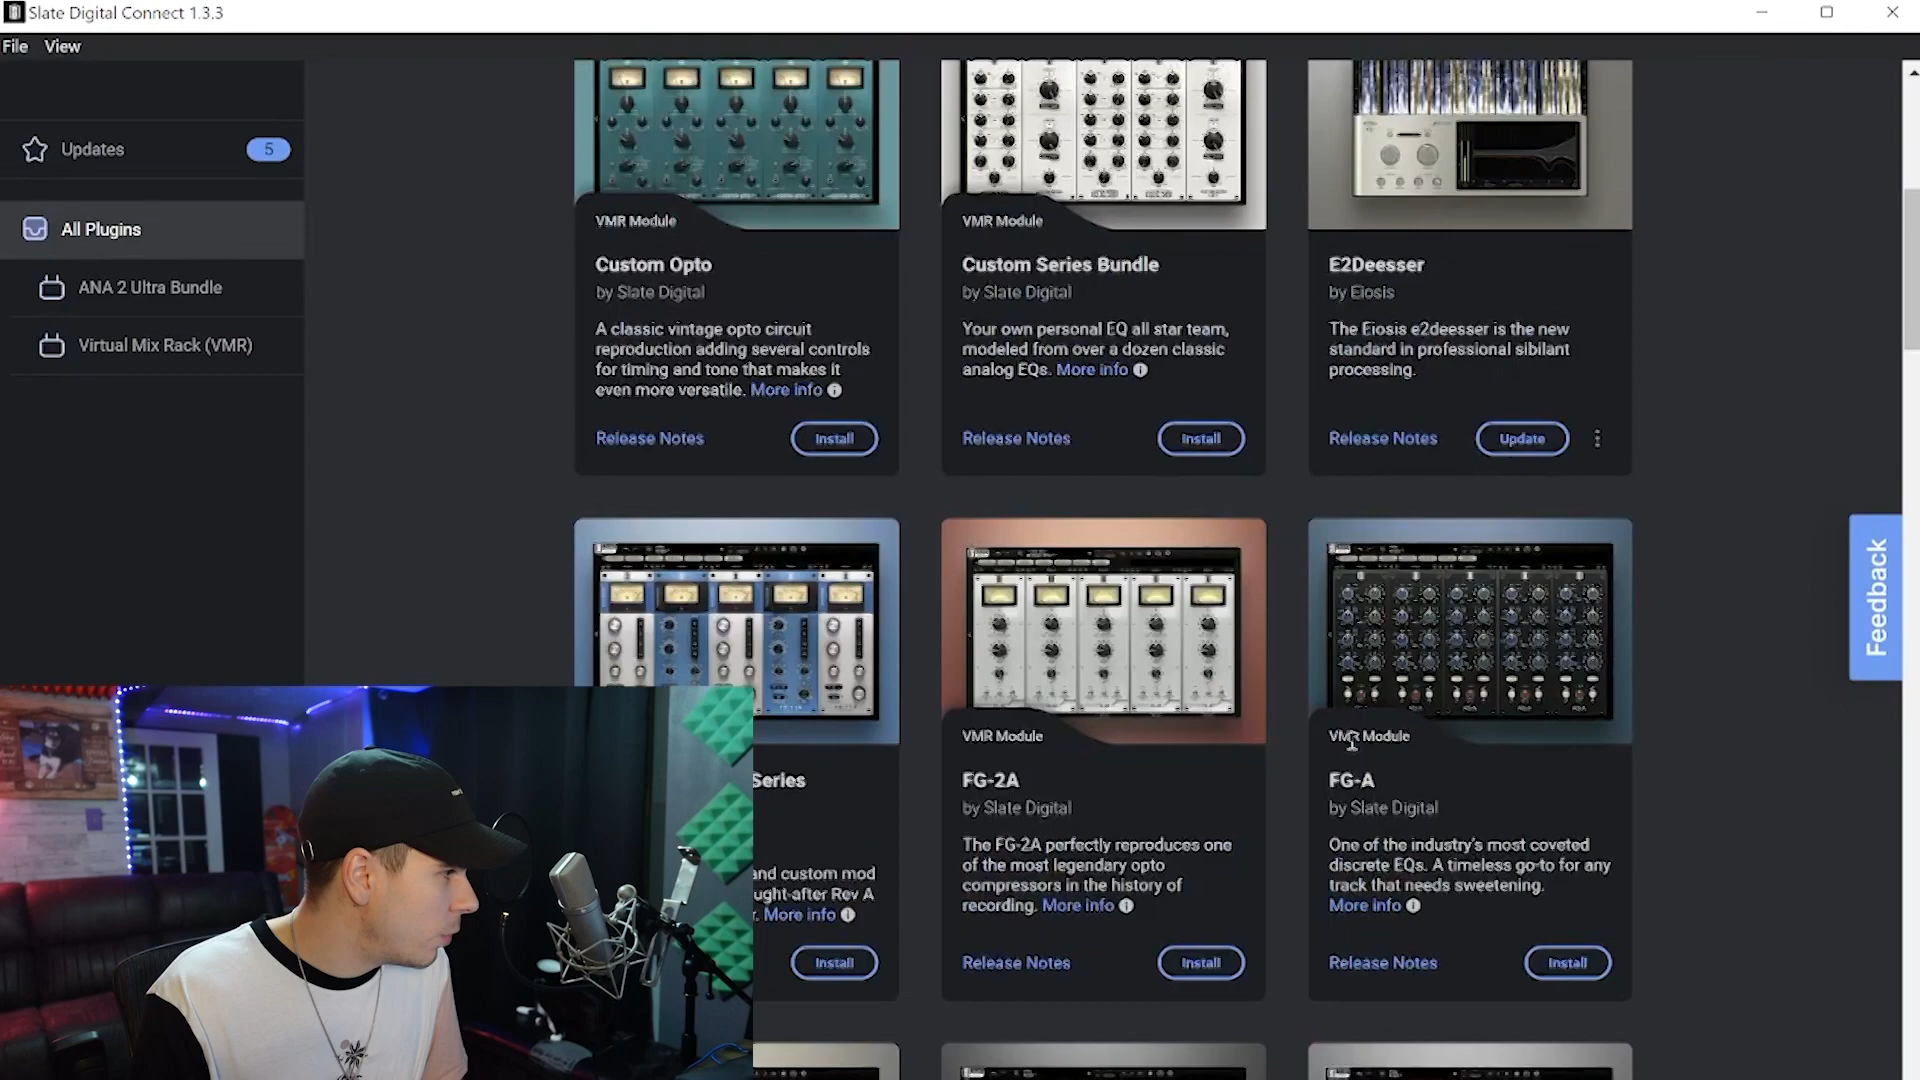 Slate Digital Connect 1.3.3
File View
Updates 5
All Plugins
ANA 2 Ultra Bundle
Virtual Mix Rack (VMR)
VMR Module
Custom Opto
by Slate Digital
A classic vintage opto circuit
reproduction adding several controls
for timing and tone that makes it
even more versatile. More info
Release Notes Install
VMR Module
Custom Series Bundle
by Slate Digital
Your own personal EQ all star team,
modeled from over a dozen classic
analog EQs. More info
Release Notes Install
E2Deesser
by Eiosis
The Eiosis e2deesser is the new
standard in professional sibilant
processing.
Release Notes Update
Series
and custom mod
ught-after Rev A
r. More info
Install
VMR Module
FG-2A
by Slate Digital
The FG-2A perfectly reproduces one
of the most legendary opto
compressors in the history of
recording. More info
Release Notes Install
VMR Module
FG-A
by Slate Digital
One of the industry's most coveted
discrete EQs. A timeless go-to for any
track that needs sweetening.
More info
Release Notes Install
Feedback